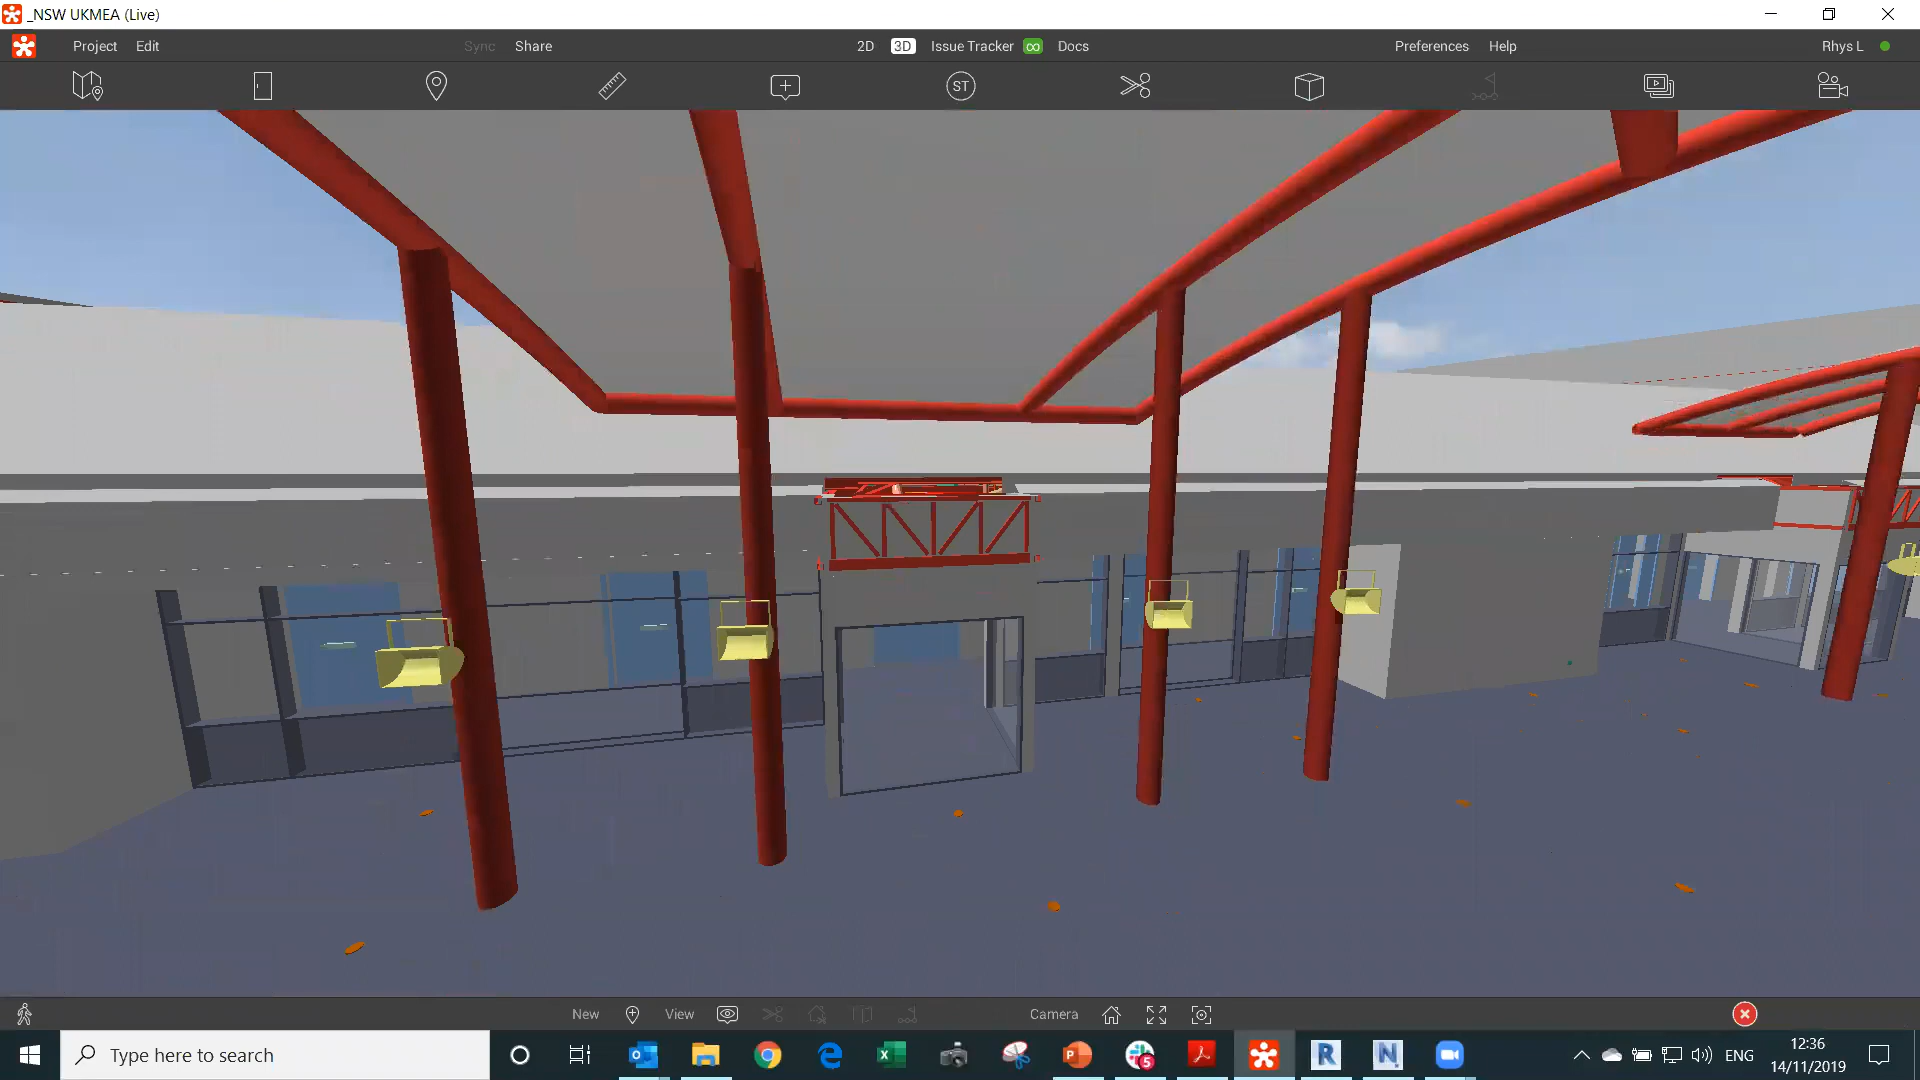 _NSW UKMEA (Live)
Project Edit Sync Share 2D 3D Issue Tracker Docs Preferences Help Rhys L
ST
New View Camera
Type here to search
5
ENG
12:36
14/11/2019